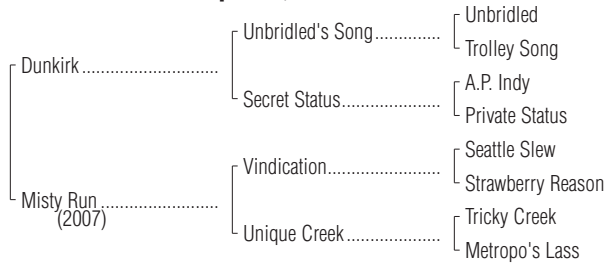 Unbridled
Unbridled's Song..............
Trolley Song
Dunkirk.............................
A.P. Indy
Secret Status.....................
Private Status
Seattle Slew
Vindication........................
Strawberry Reason
Misty Run.........................
(2007)
Tricky Creek
Unique Creek....................
Metropo's Lass